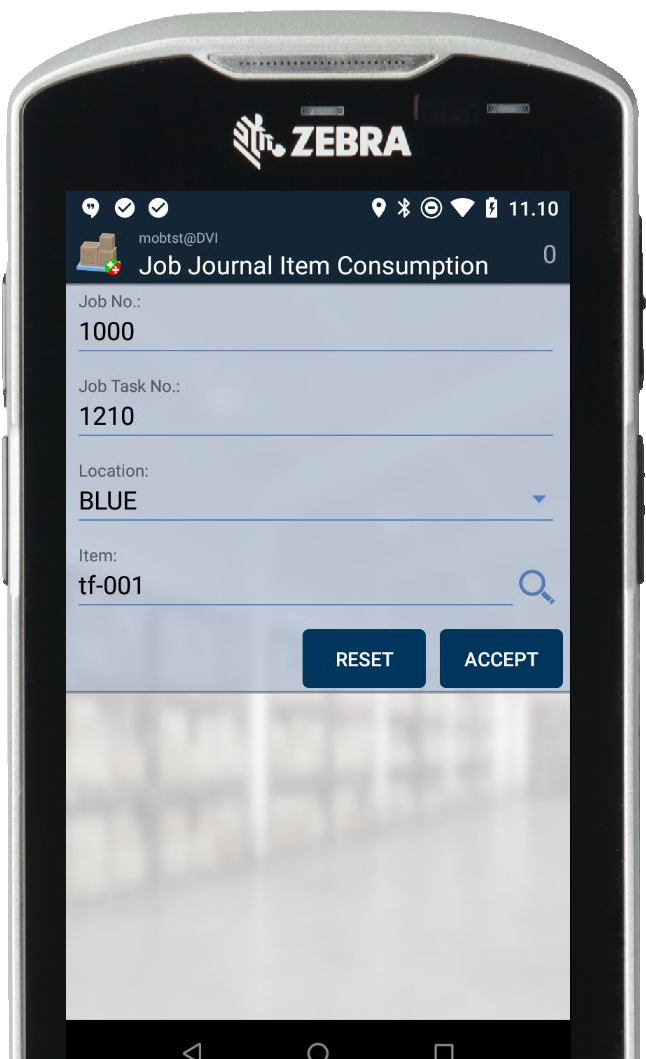 ZEBRA
11.10
mobtst@DVI
Job Journal Item Consumption
0
Job No.:
1000
Job Task No.:
1210
Location:
BLUE
Item:
tf-001
RESET
ACCEPT